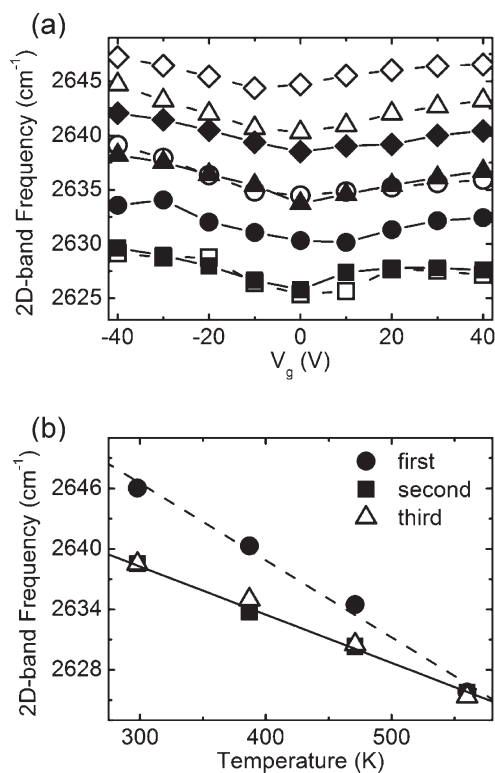 (a)
2D-band Frequency (cm⁻¹)
2645
2640
2635
2630
2625
-40 -20 0 20 40
Vg (V)
(b)
2D-band Frequency (cm⁻¹)
2646
2640
2634
2628
first
second
third
300 400 500
Temperature (K)